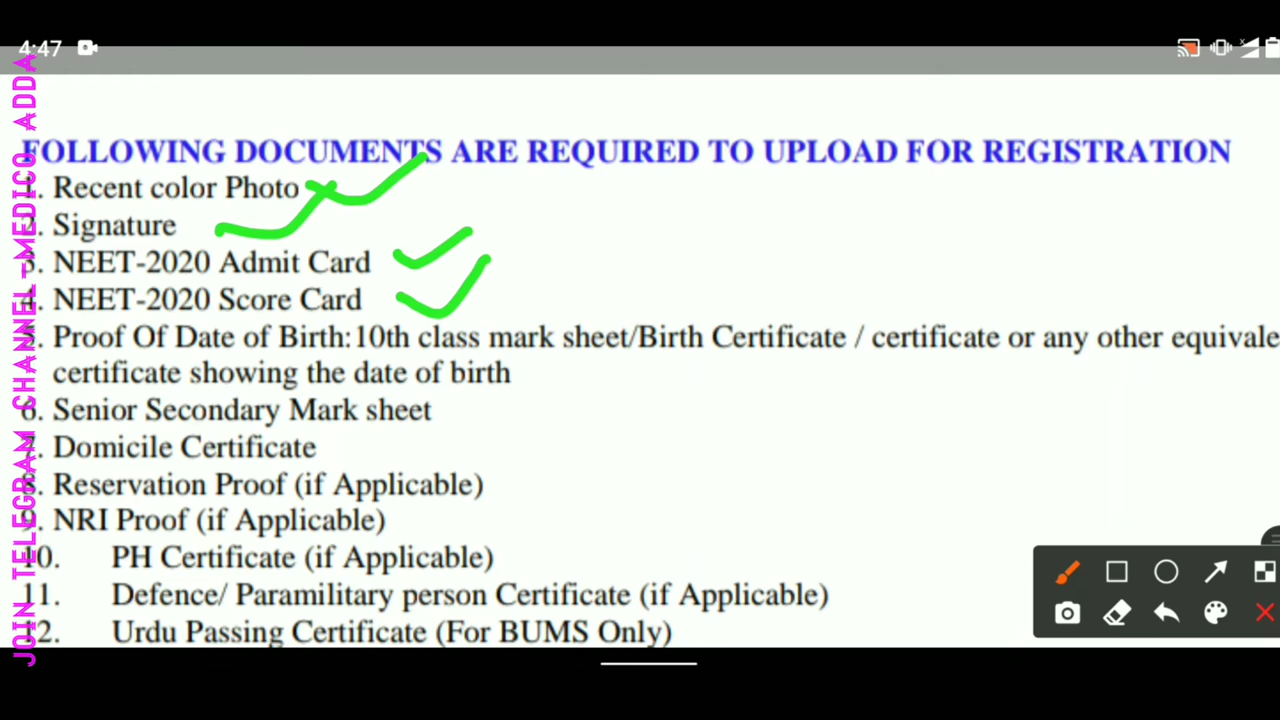 4:47
JOIN TELEGRAM CHANNEL-MEDICO ADDA
FOLLOWING DOCUMENTS ARE REQUIRED TO UPLOAD FOR REGISTRATION
1. Recent color Photo
2. Signature
3. NEET-2020 Admit Card
4. NEET-2020 Score Card
5. Proof Of Date of Birth:10th class mark sheet/Birth Certificate / certificate or any other equivale
certificate showing the date of birth
6. Senior Secondary Mark sheet
7. Domicile Certificate
8. Reservation Proof (if Applicable)
9. NRI Proof (if Applicable)
10. PH Certificate (if Applicable)
11. Defence/ Paramilitary person Certificate (if Applicable)
12. Urdu Passing Certificate (For BUMS Only)